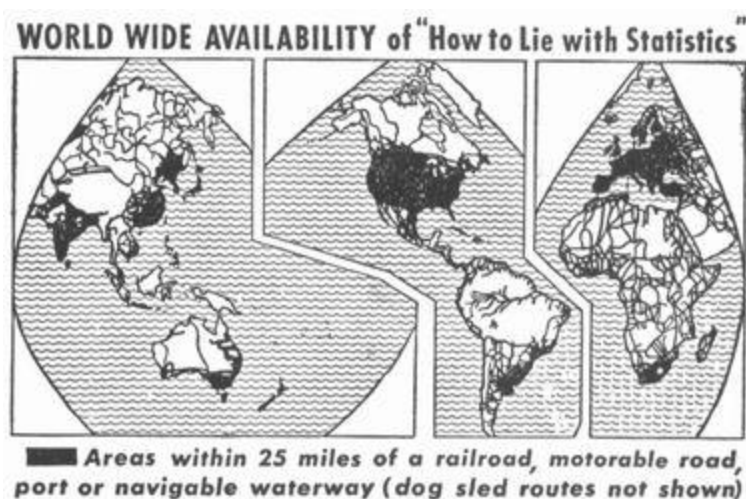 WORLD WIDE AVAILABILITY of "How to Lie with Statistics"
Areas within 25 miles of a railroad, motorable road,
port or navigable waterway (dog sled routes not shown)